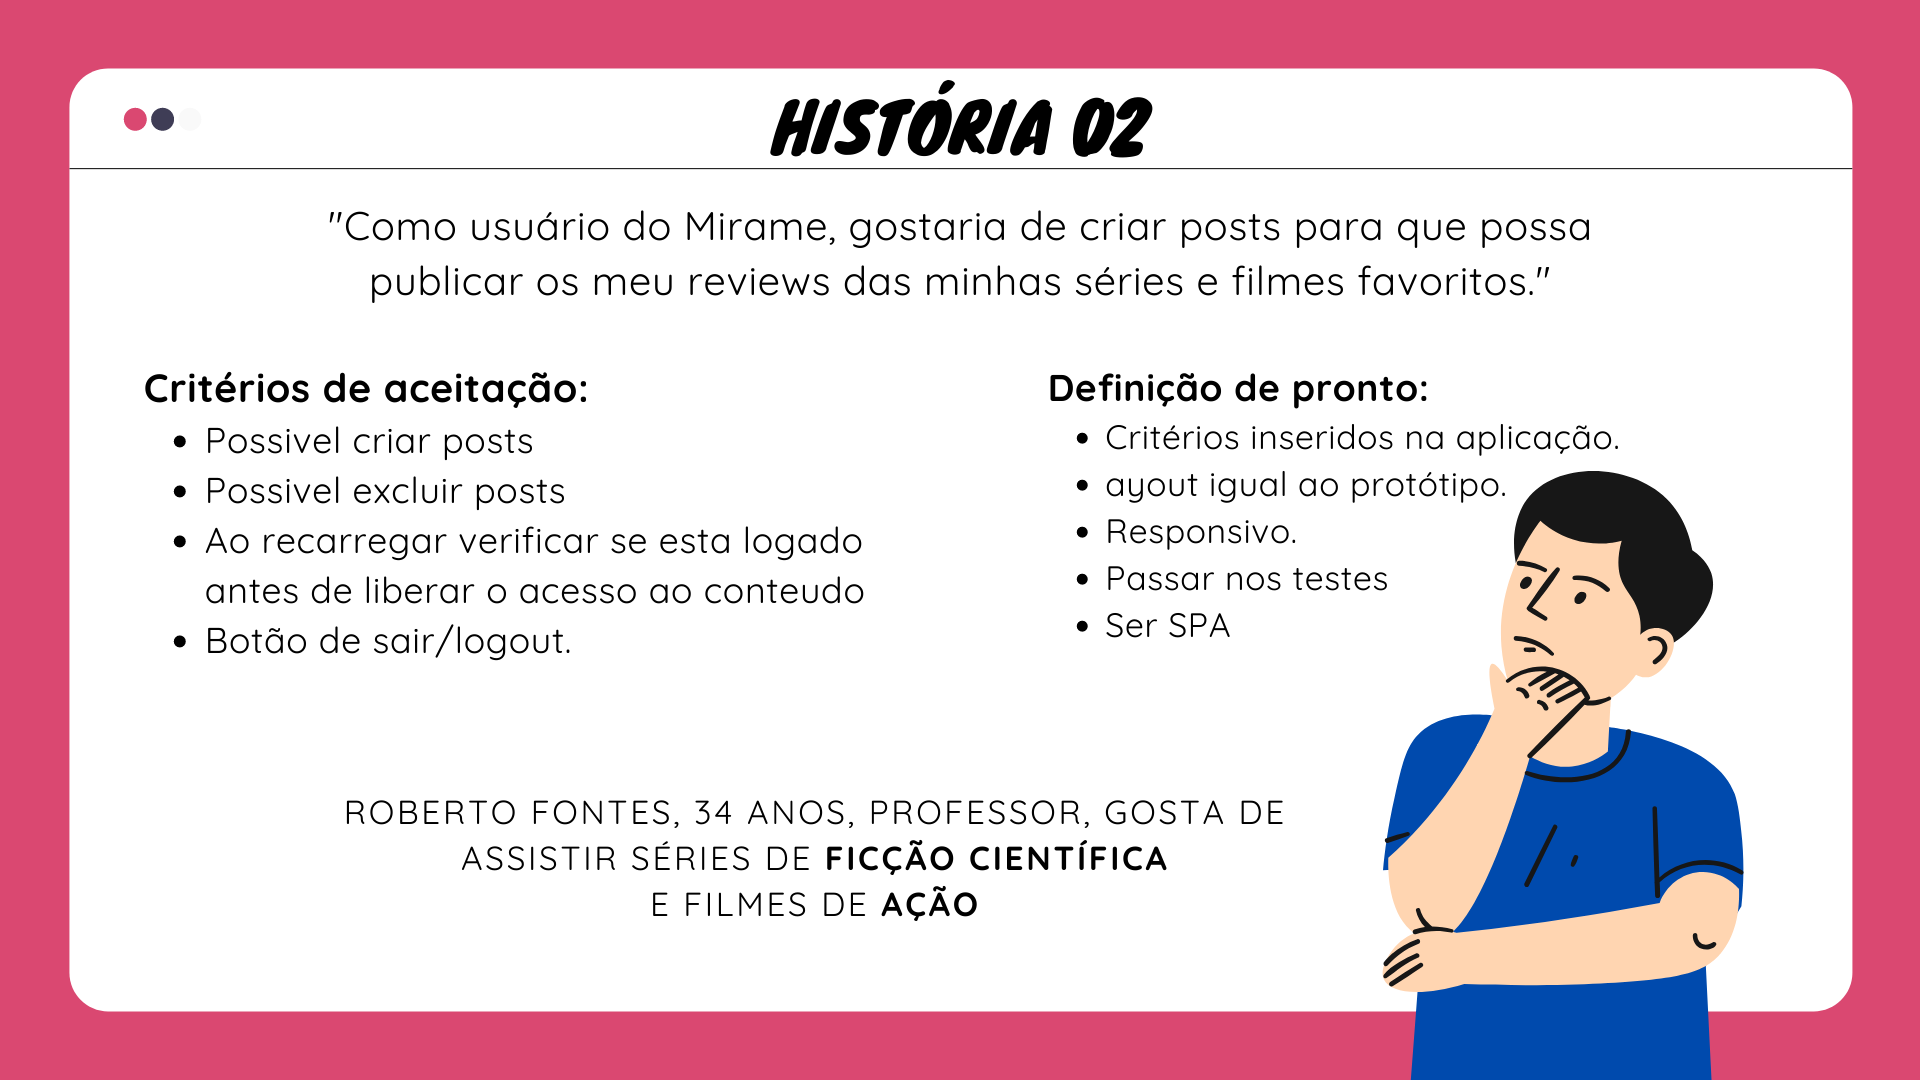 HISTÓRIA 02
"Como usuário do Mirame, gostaria de criar posts para que possa
publicar os meu reviews das minhas séries e filmes favoritos."
Critérios de aceitação:
• Possivel criar posts
• Possivel excluir posts
• Ao recarregar verificar se esta logado
antes de liberar o acesso ao conteudo
• Botão de sair/logout.
Definição de pronto:
• Critérios inseridos na aplicação.
• ayout igual ao protótipo.
• Responsivo.
• Passar nos testes
• Ser SPA
ROBERTO FONTES, 34 ANOS, PROFESSOR, GOSTA DE
ASSISTIR SÉRIES DE FICÇÃO CIENTÍFICA
E FILMES DE AÇÃO